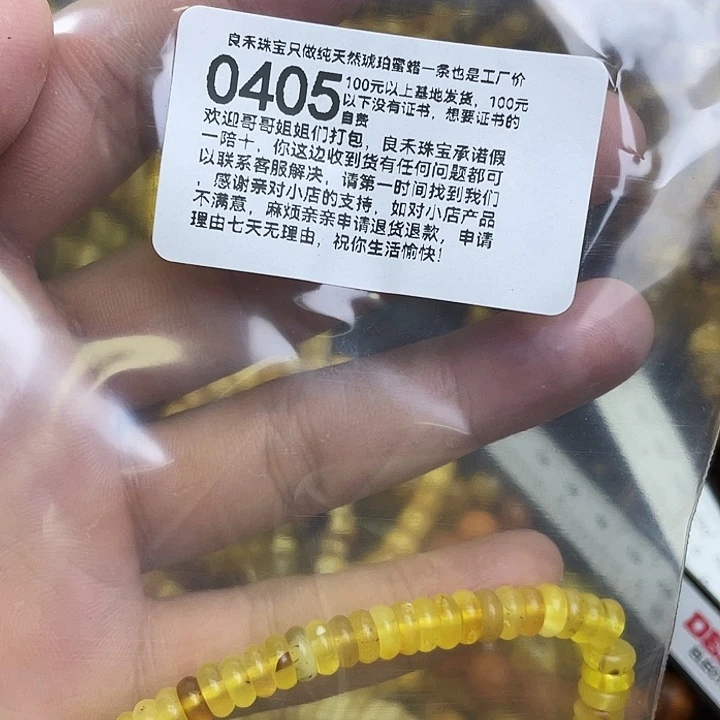 良禾珠宝只做纯天然琥珀蜜蜡一条也是工厂价
0405
100元以上基地发货，100元
以下没有证书，想要证书的
自费
欢迎哥哥姐姐们打包，良禾珠宝承诺假
一陪十，你这边收到货有任何问题都可
以联系客服解决，请第一时间找到我们
，感谢亲对小店的支持，如对小店产品
不满意，麻烦亲亲申请退货退款，申请
理由七天无理由，祝你生活愉快！